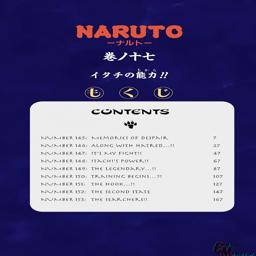 NARUTO
ーナルトー
巻ノ十七
イタチの能力!!
もくじ
CONTENTS
NUMBER 145: MEMORIES OF DESPAIR 7
NUMBER 146: ALONG WITH HATRED...!! 27
NUMBER 147: IT'S MY FIGHT!! 47
NUMBER 148: ITACHI'S POWER!! 67
NUMBER 149: THE LEGENDARY...!! 87
NUMBER 150: TRAINING BEGINS...?! 107
NUMBER 151: THE HOOK...!! 127
NUMBER 152: THE SECOND STATE 147
NUMBER 153: THE SEARCHERS!! 167